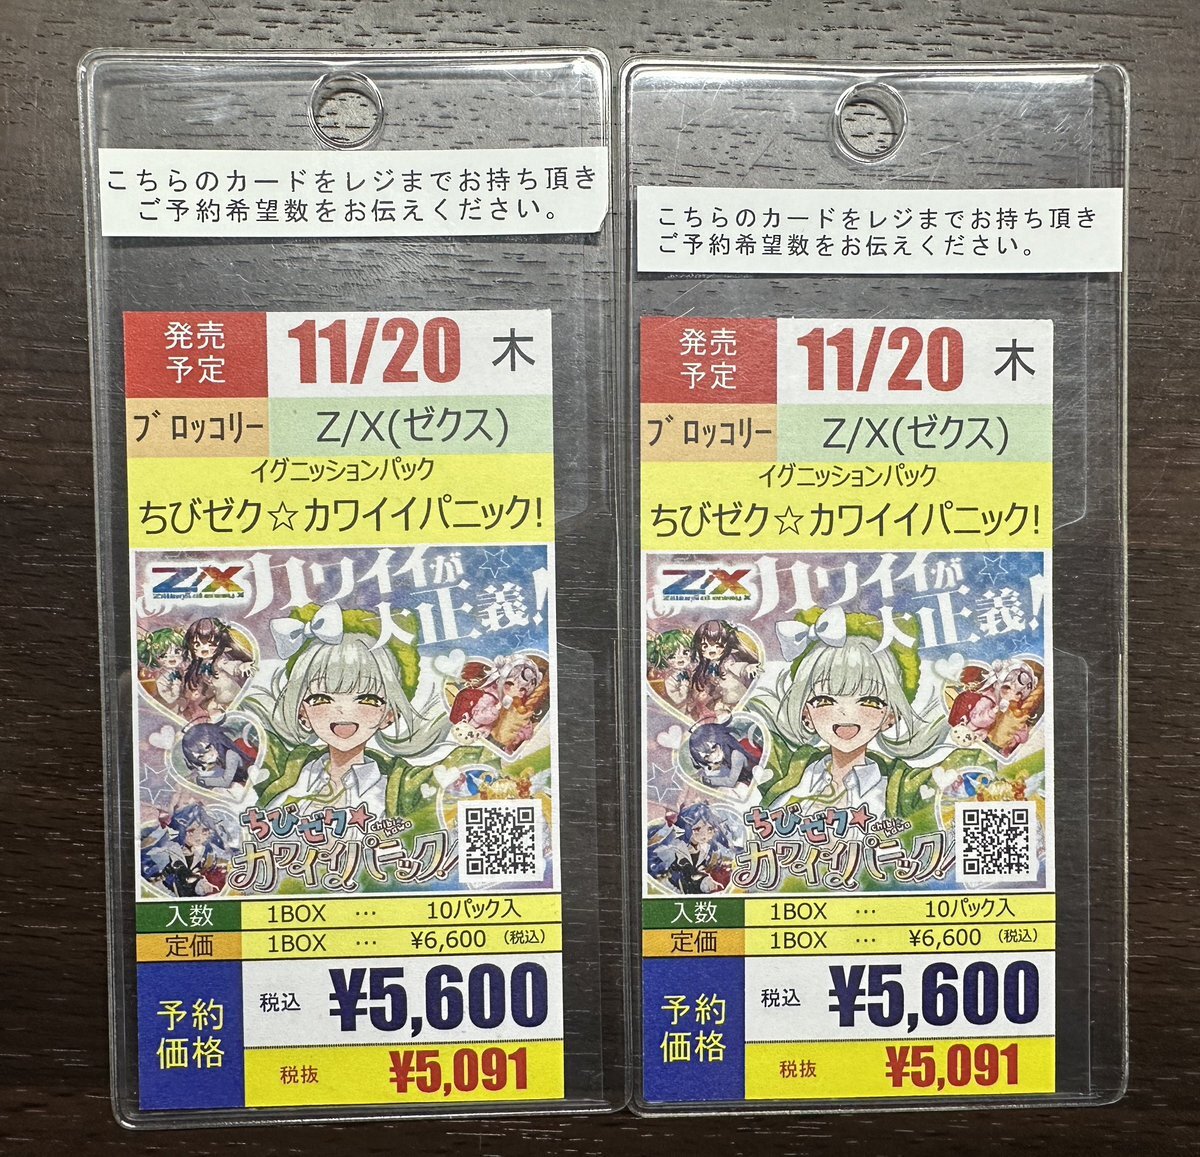 こちらのカードをレジまでお持ち頂き
ご予約希望数をお伝えください。
発売
予定
11/20 木
ブロッコリー
Z/X(ゼクス)
イグニッションパック
ちびゼク☆カワイイパニック!
Z/X
カワイイが
大正義!
ちびゼク★
カワイイパニック!
入数 1BOX … 10パック入
定価 1BOX … ¥6,600 (税込)
予約
価格
税込 ¥5,600
税抜 ¥5,091
こちらのカードをレジまでお持ち頂き
ご予約希望数をお伝えください。
発売
予定
11/20 木
ブロッコリー
Z/X(ゼクス)
イグニッションパック
ちびゼク☆カワイイパニック!
Z/X
カワイイが
大正義!
ちびゼク★
カワイイパニック!
入数 1BOX … 10パック入
定価 1BOX … ¥6,600 (税込)
予約
価格
税込 ¥5,600
税抜 ¥5,091